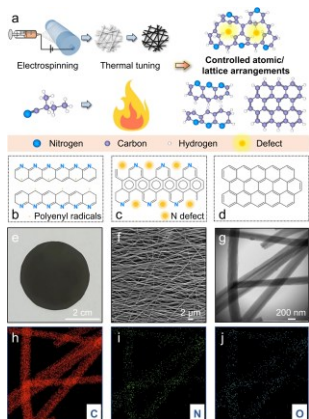 a
Electrospinning
Thermal tuning
Controlled atomic/
lattice arrangements
Nitrogen
Carbon
Hydrogen
Defect
b
N N N N N N
N N N N N N
Polyenyl radicals
c
N N N
N N N
N defect
d
e
2 cm
f
2 μm
g
200 nm
h
C
i
N
j
O